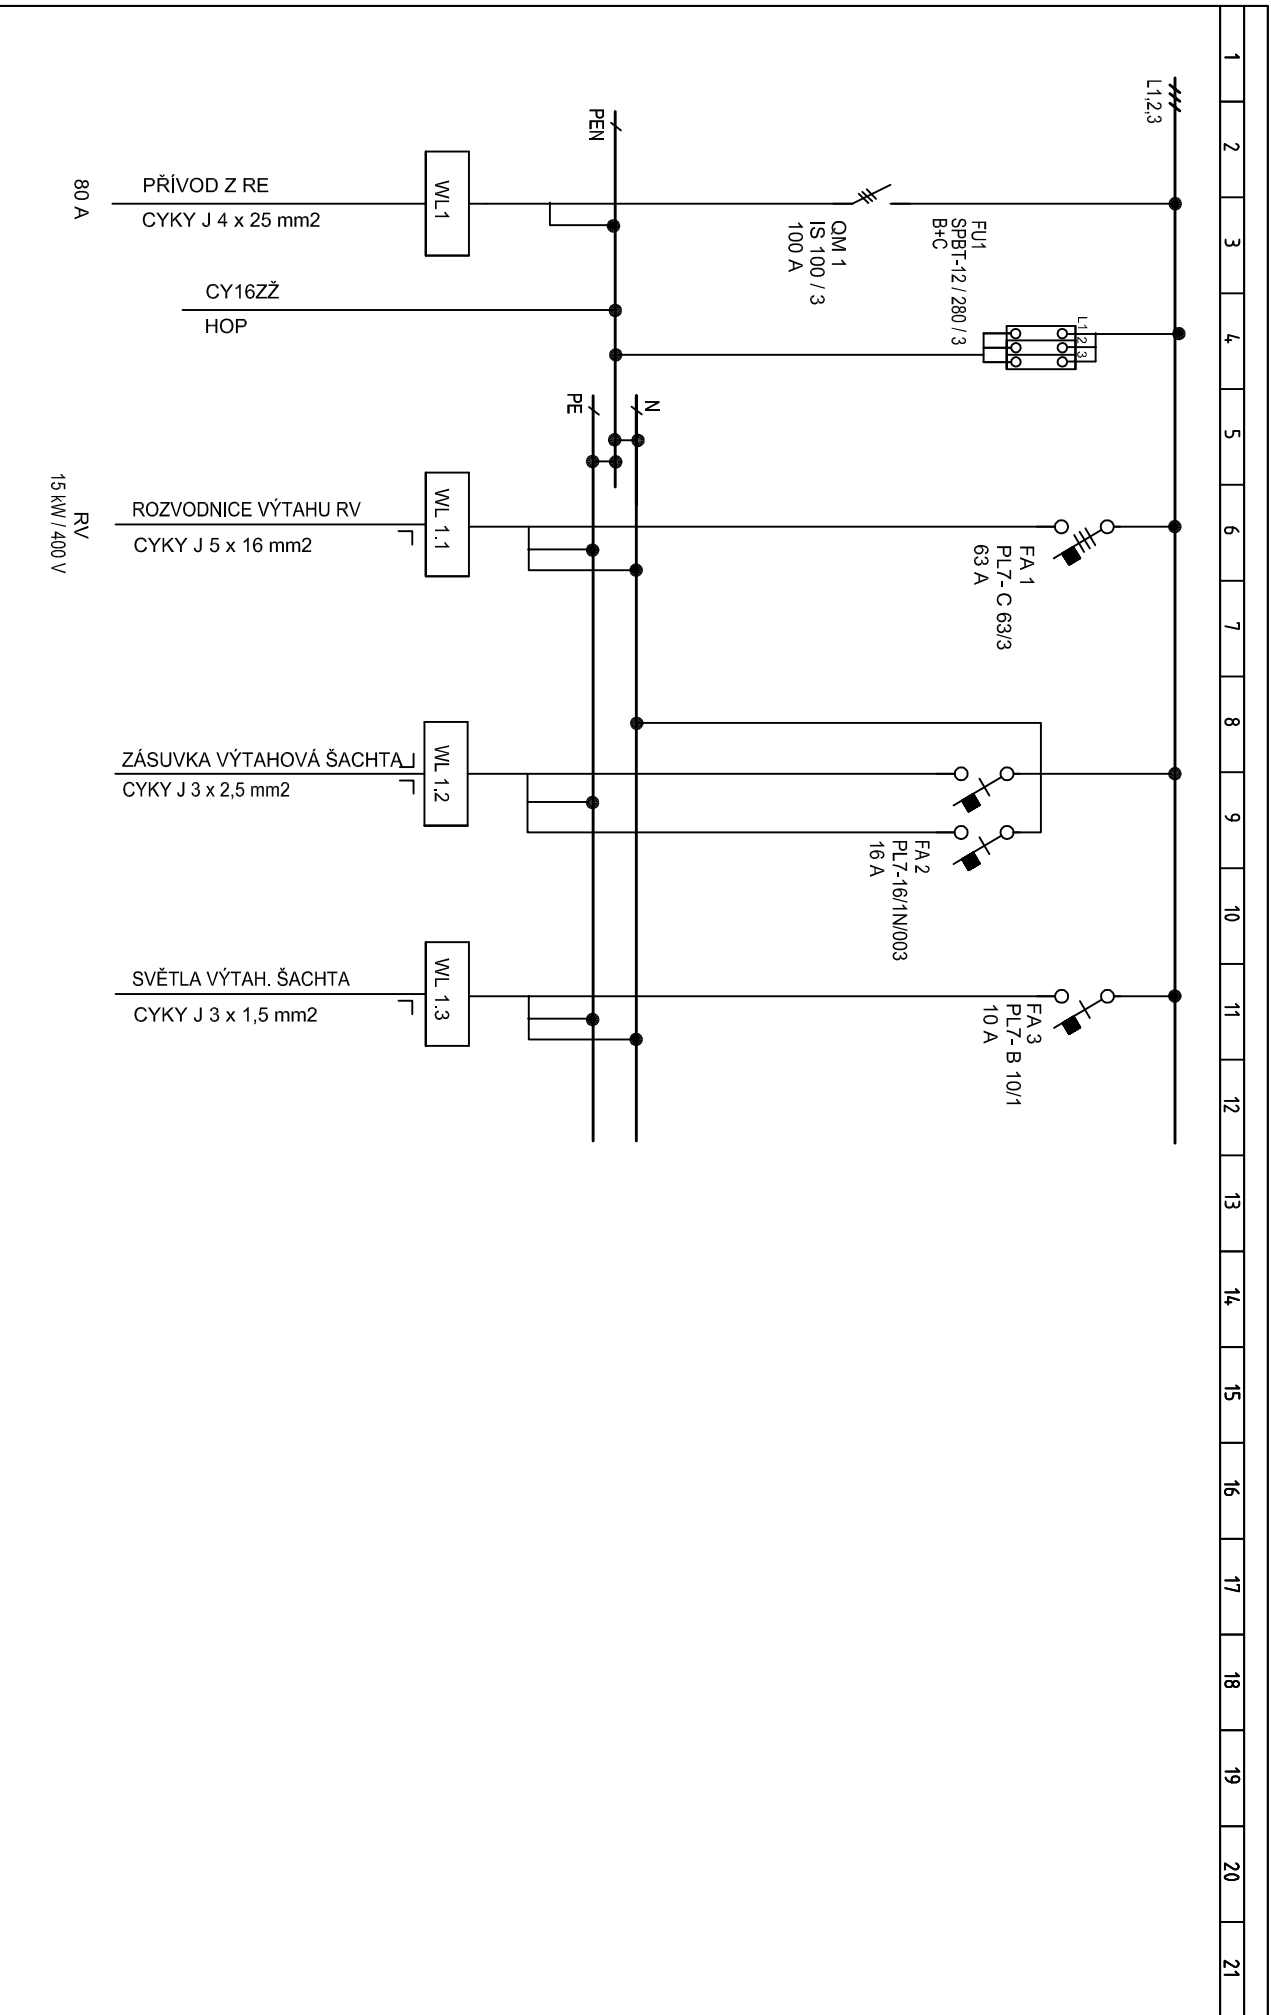 1
2
3
4
5
6
7
8
9
10
11
12
13
14
15
16
17
18
19
20
21
L1,2,3
PEN
FU1
SPBT-12 / 280 / 3
B+C
QM 1
IS 100 / 3
100 A
L1
2
3
N
PE
FA 1
PL7- C 63/3
63 A
FA 2
PL7-16/1N/003
16 A
FA 3
PL7- B 10/1
10 A
WL1
PŘÍVOD Z RE
CYKY J 4 x 25 mm2
80 A
CY16ZŽ
HOP
WL 1.1
ROZVODNICE VÝTAHU RV
CYKY J 5 x 16 mm2
RV
15 kW / 400 V
WL 1.2
ZÁSUVKA VÝTAHOVÁ ŠACHTA
CYKY J 3 x 2,5 mm2
WL 1.3
SVĚTLA VÝTAH. ŠACHTA
CYKY J 3 x 1,5 mm2